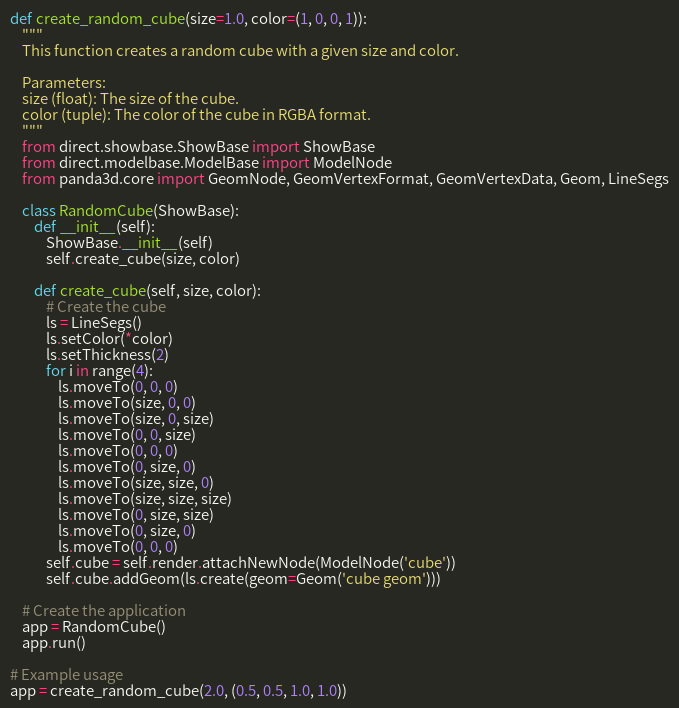 def create_random_cube(size=1.0, color=(1, 0, 0, 1)):
    """
    This function creates a random cube with a given size and color.

    Parameters:
    size (float): The size of the cube.
    color (tuple): The color of the cube in RGBA format.
    """
    from direct.showbase.ShowBase import ShowBase
    from direct.modelbase.ModelBase import ModelNode
    from panda3d.core import GeomNode, GeomVertexFormat, GeomVertexData, Geom, LineSegs

    class RandomCube(ShowBase):
        def __init__(self):
            ShowBase.__init__(self)
            self.create_cube(size, color)

        def create_cube(self, size, color):
            # Create the cube
            ls = LineSegs()
            ls.setColor(*color)
            ls.setThickness(2)
            for i in range(4):
                ls.moveTo(0, 0, 0)
                ls.moveTo(size, 0, 0)
                ls.moveTo(size, 0, size)
                ls.moveTo(0, 0, size)
                ls.moveTo(0, 0, 0)
                ls.moveTo(0, size, 0)
                ls.moveTo(size, size, 0)
                ls.moveTo(size, size, size)
                ls.moveTo(0, size, size)
                ls.moveTo(0, size, 0)
                ls.moveTo(0, 0, 0)
            self.cube = self.render.attachNewNode(ModelNode('cube'))
            self.cube.addGeom(ls.create(geom=Geom('cube geom')))

    # Create the application
    app = RandomCube()
    app.run()

# Example usage
app = create_random_cube(2.0, (0.5, 0.5, 1.0, 1.0))